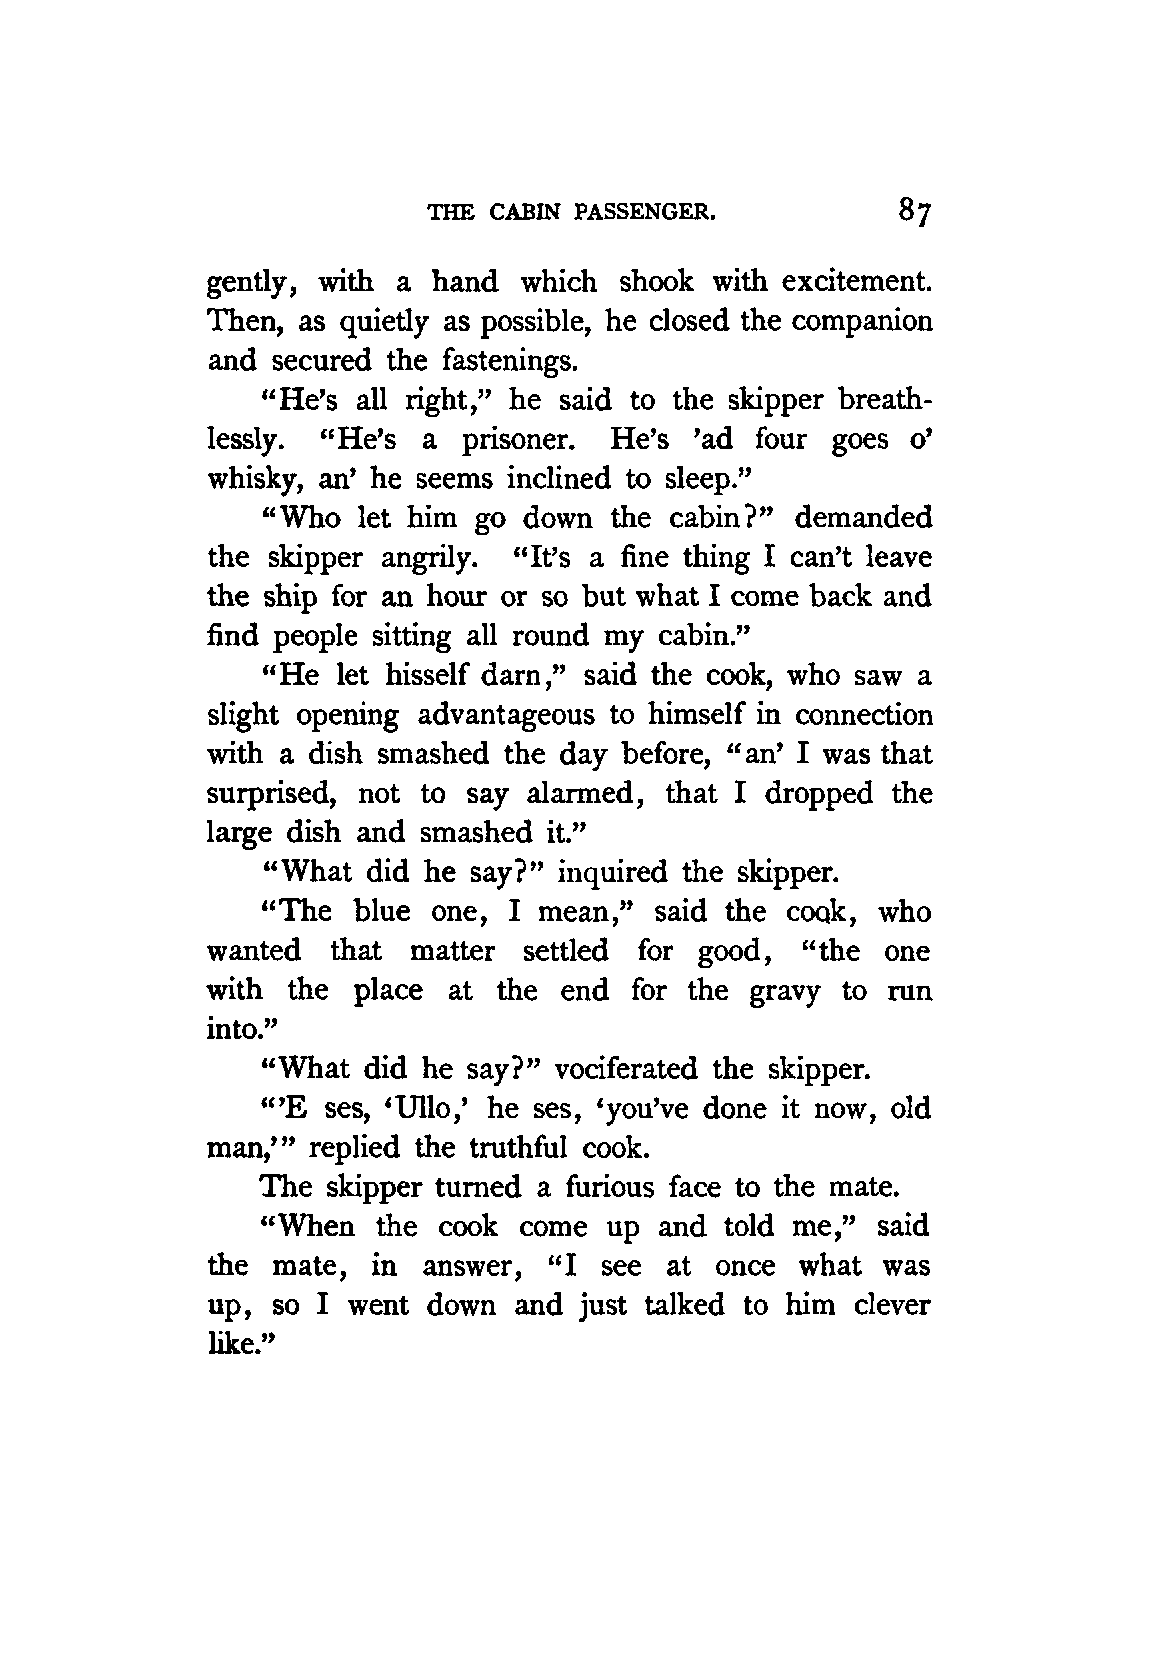 THE CABIN PASSENGER. 87
gently, with a hand which shook with excitement.
Then, as quietly as possible, he closed the companion
and secured the fastenings.
“He’s all right,” he said to the skipper breath-
lessly. “He’s a prisoner. He’s ’ad four goes o’
whisky, an’ he seems inclined to sleep.”
“Who let him go down the cabin?” demanded
the skipper angrily. “It’s a fine thing I can’t leave
the ship for an hour or so but what I come back and
find people sitting all round my cabin.”
“He let hisself darn,” said the cook, who saw a
slight opening advantageous to himself in connection
with a dish smashed the day before, “an’ I was that
surprised, not to say alarmed, that I dropped the
large dish and smashed it.”
“What did he say?” inquired the skipper.
“The blue one, I mean,” said the cook, who
wanted that matter settled for good, “the one
with the place at the end for the gravy to run
into.”
“What did he say?” vociferated the skipper.
“’E ses, ‘Ullo,’ he ses, ‘you’ve done it now, old
man,’” replied the truthful cook.
The skipper turned a furious face to the mate.
“When the cook come up and told me,” said
the mate, in answer, “I see at once what was
up, so I went down and just talked to him clever
like.”